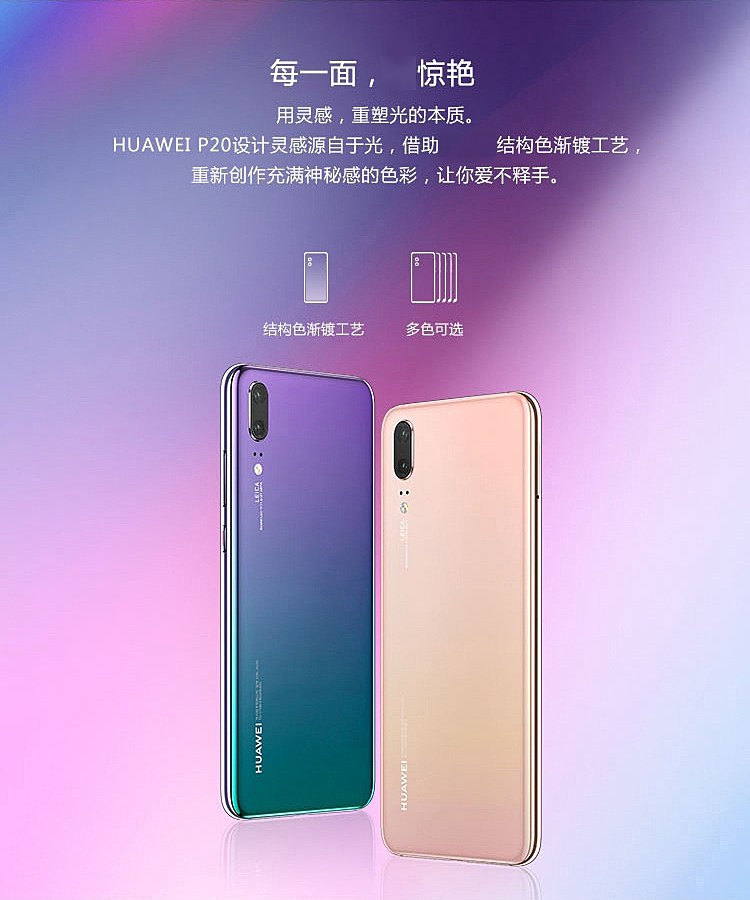 每一面， 惊艳
用灵感，重塑光的本质。
HUAWEI P20设计灵感源自于光，借助 结构色渐镀工艺，
重新创作充满神秘感的色彩，让你爱不释手。
结构色渐镀工艺
多色可选
LEICA
HUAWEI
LEICA
HUAWEI